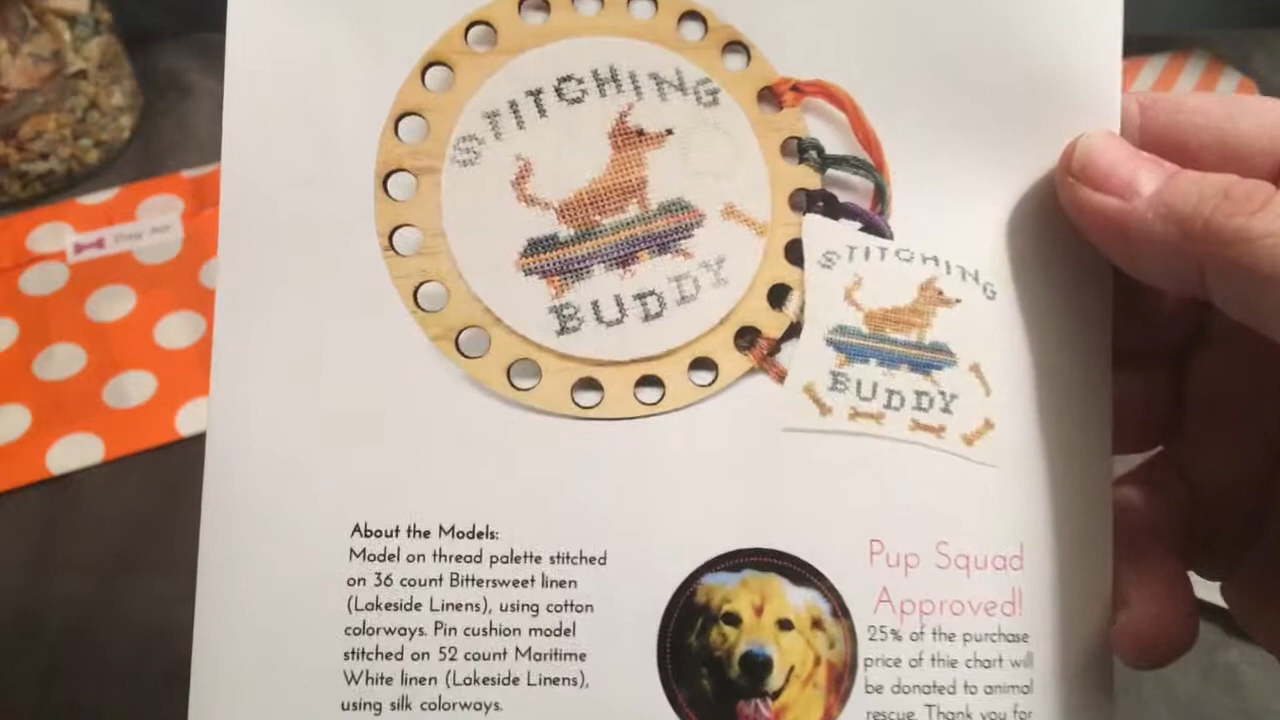 STITCHING
BUDDY
STITCHING
BUDDY
About the Models:
Model on thread palette stitched
on 36 count Bittersweet linen
(Lakeside Linens), using cotton
colorways. Pin cushion model
stitched on 52 count Maritime
White linen (Lakeside Linens),
using silk colorways.
Pup Squad
Approved!
25% of the purchase
price of thie chart will
be donated to animal
rescue. Thank you for